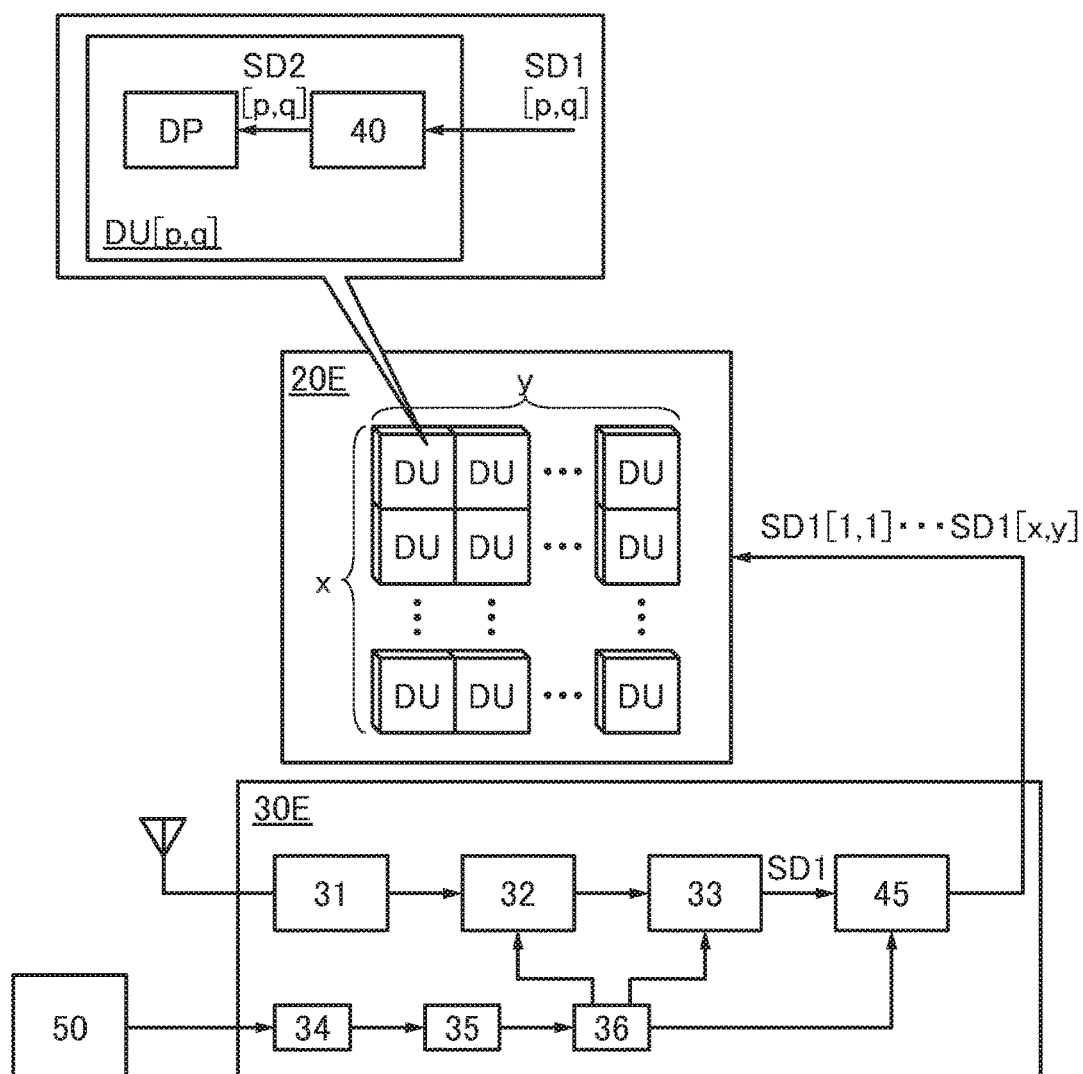 SD2
[p,q]
SD1
[p,q]
DP
40
DU[p,q]
20E
y
x
DU DU ••• DU
DU DU ••• DU
DU DU ••• DU
SD1[1,1]•••SD1[x,y]
30E
31
32
33
SD1
45
50
34
35
36